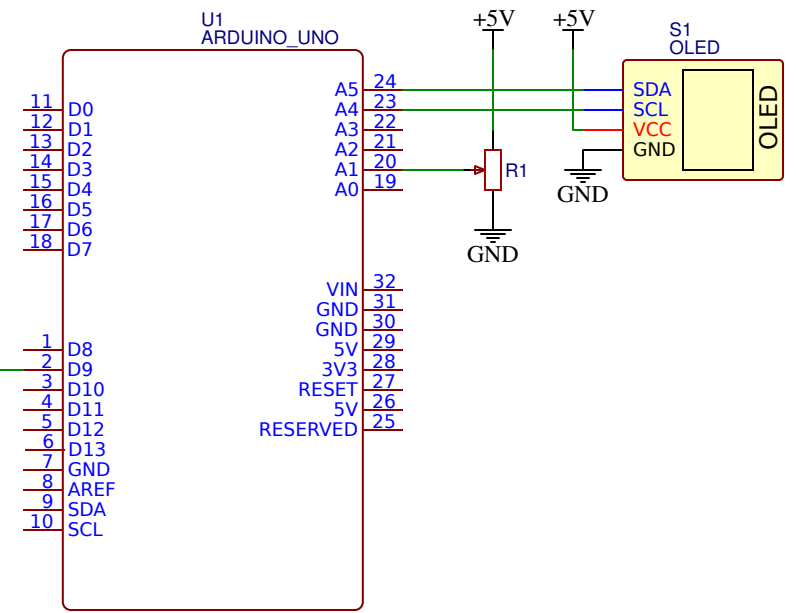 U1
ARDUINO_UNO
+5V
+5V
S1
OLED
11 D0
12 D1
13 D2
14 D3
15 D4
16 D5
17 D6
18 D7
1 D8
2 D9
3 D10
4 D11
5 D12
6 D13
7 GND
8 AREF
9 SDA
10 SCL
A5 24
A4 23
A3 22
A2 21
A1 20
A0 19
VIN 32
GND 31
GND 30
5V 29
3V3 28
RESET 27
5V 26
RESERVED 25
R1
GND
GND
SDA
SCL
VCC
GND
OLED